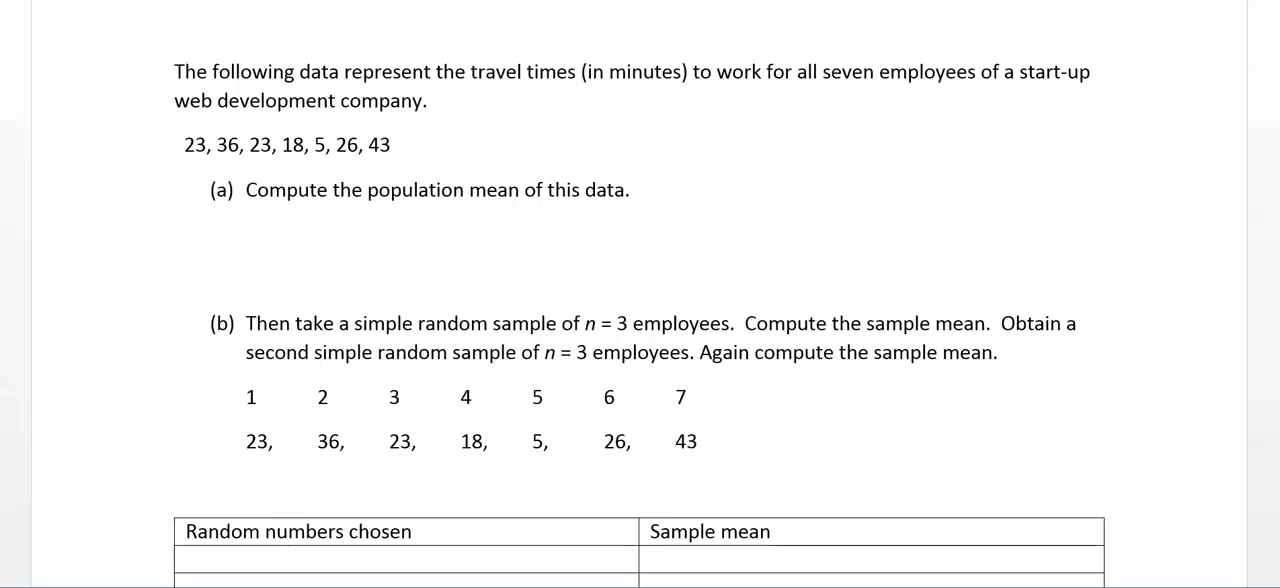 The following data represent the travel times (in minutes) to work for all seven employees of a start-up
web development company.
23, 36, 23, 18, 5, 26, 43
(a) Compute the population mean of this data.
(b) Then take a simple random sample of n = 3 employees. Compute the sample mean. Obtain a
second simple random sample of n = 3 employees. Again compute the sample mean.
1 2 3 4 5 6 7
23, 36, 23, 18, 5, 26, 43
Random numbers chosen Sample mean